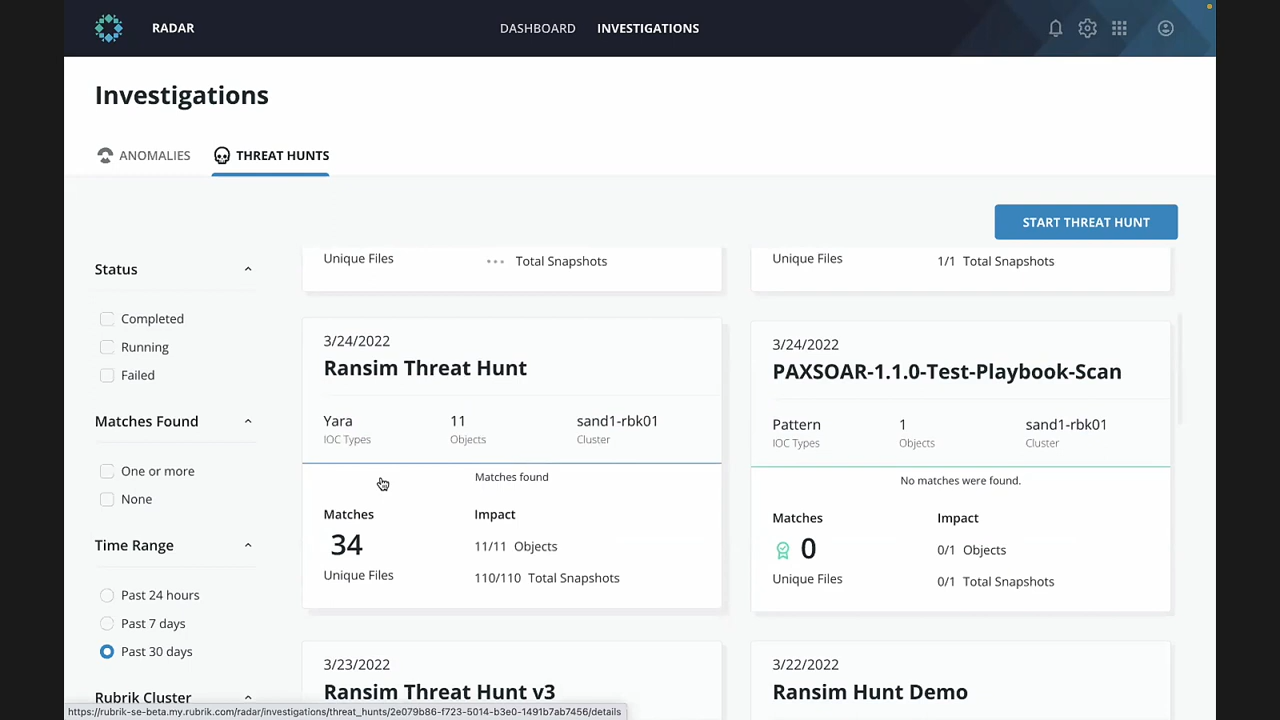 RADAR
DASHBOARD INVESTIGATIONS
Investigations
ANOMALIES THREAT HUNTS
START THREAT HUNT
Status
Completed
Running
Failed
Matches Found
One or more
None
Time Range
Past 24 hours
Past 7 days
Past 30 days
Rubrik Cluster
Unique Files ••• Total Snapshots
Unique Files 1/1 Total Snapshots
3/24/2022
Ransim Threat Hunt
Yara 11 sand1-rbk01
IOC Types Objects Cluster
Matches found
Matches Impact
34 11/11 Objects
Unique Files 110/110 Total Snapshots
3/24/2022
PAXSOAR-1.1.0-Test-Playbook-Scan
Pattern 1 sand1-rbk01
IOC Types Objects Cluster
No matches were found.
Matches Impact
0 0/1 Objects
Unique Files 0/1 Total Snapshots
3/23/2022
Ransim Threat Hunt v3
3/22/2022
Ransim Hunt Demo
https://rubrik-se-beta.my.rubrik.com/radar/investigations/threat_hunts/2e079b86-f723-5014-b3e0-1491b7ab7456/details